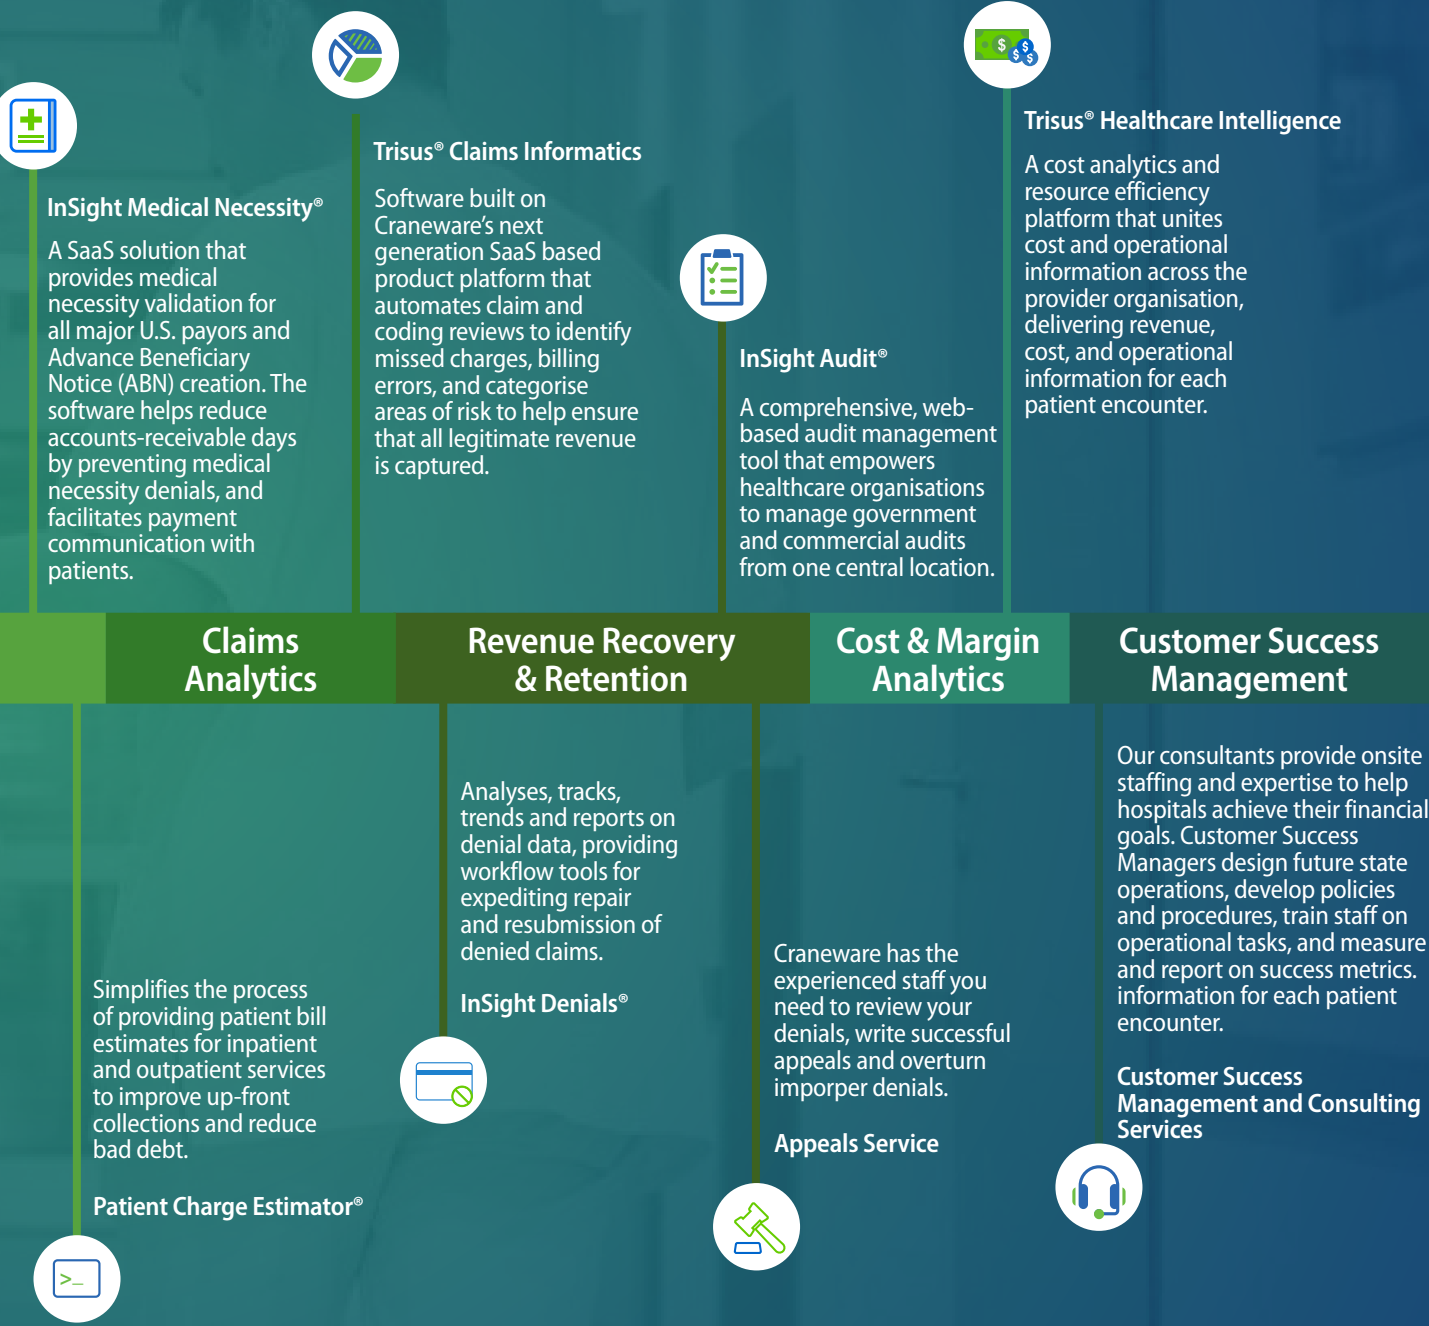 InSight Medical Necessity®
A SaaS solution that
provides medical
necessity validation for
all major U.S. payors and
Advance Beneficiary
Notice (ABN) creation. The
software helps reduce
accounts-receivable days
by preventing medical
necessity denials, and
facilitates payment
communication with
patients.
Trisus® Claims Informatics
Software built on
Craneware’s next
generation SaaS based
product platform that
automates claim and
coding reviews to identify
missed charges, billing
errors, and categorise
areas of risk to help ensure
that all legitimate revenue
is captured.
InSight Audit®
A comprehensive, web-
based audit management
tool that empowers
healthcare organisations
to manage government
and commercial audits
from one central location.
Trisus® Healthcare Intelligence
A cost analytics and
resource efficiency
platform that unites
cost and operational
information across the
provider organisation,
delivering revenue,
cost, and operational
information for each
patient encounter.
Claims
Analytics
Revenue Recovery
& Retention
Cost & Margin
Analytics
Customer Success
Management
Simplifies the process
of providing patient bill
estimates for inpatient
and outpatient services
to improve up-front
collections and reduce
bad debt.
Patient Charge Estimator®
Analyses, tracks,
trends and reports on
denial data, providing
workflow tools for
expediting repair
and resubmission of
denied claims.
InSight Denials®
Craneware has the
experienced staff you
need to review your
denials, write successful
appeals and overturn
imporper denials.
Appeals Service
Our consultants provide onsite
staffing and expertise to help
hospitals achieve their financial
goals. Customer Success
Managers design future state
operations, develop policies
and procedures, train staff on
operational tasks, and measure
and report on success metrics.
information for each patient
encounter.
Customer Success
Management and Consulting
Services